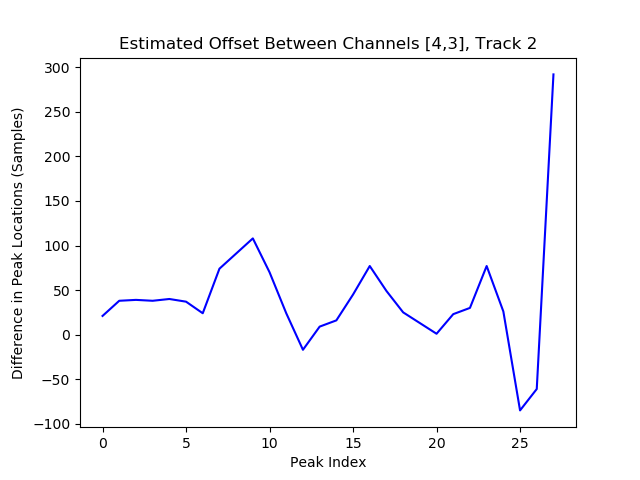 Estimated Offset Between Channels [4,3], Track 2
Difference in Peak Locations (Samples)
300
250
200
150
100
50
0
−50
−100
0 5 10 15 20 25
Peak Index